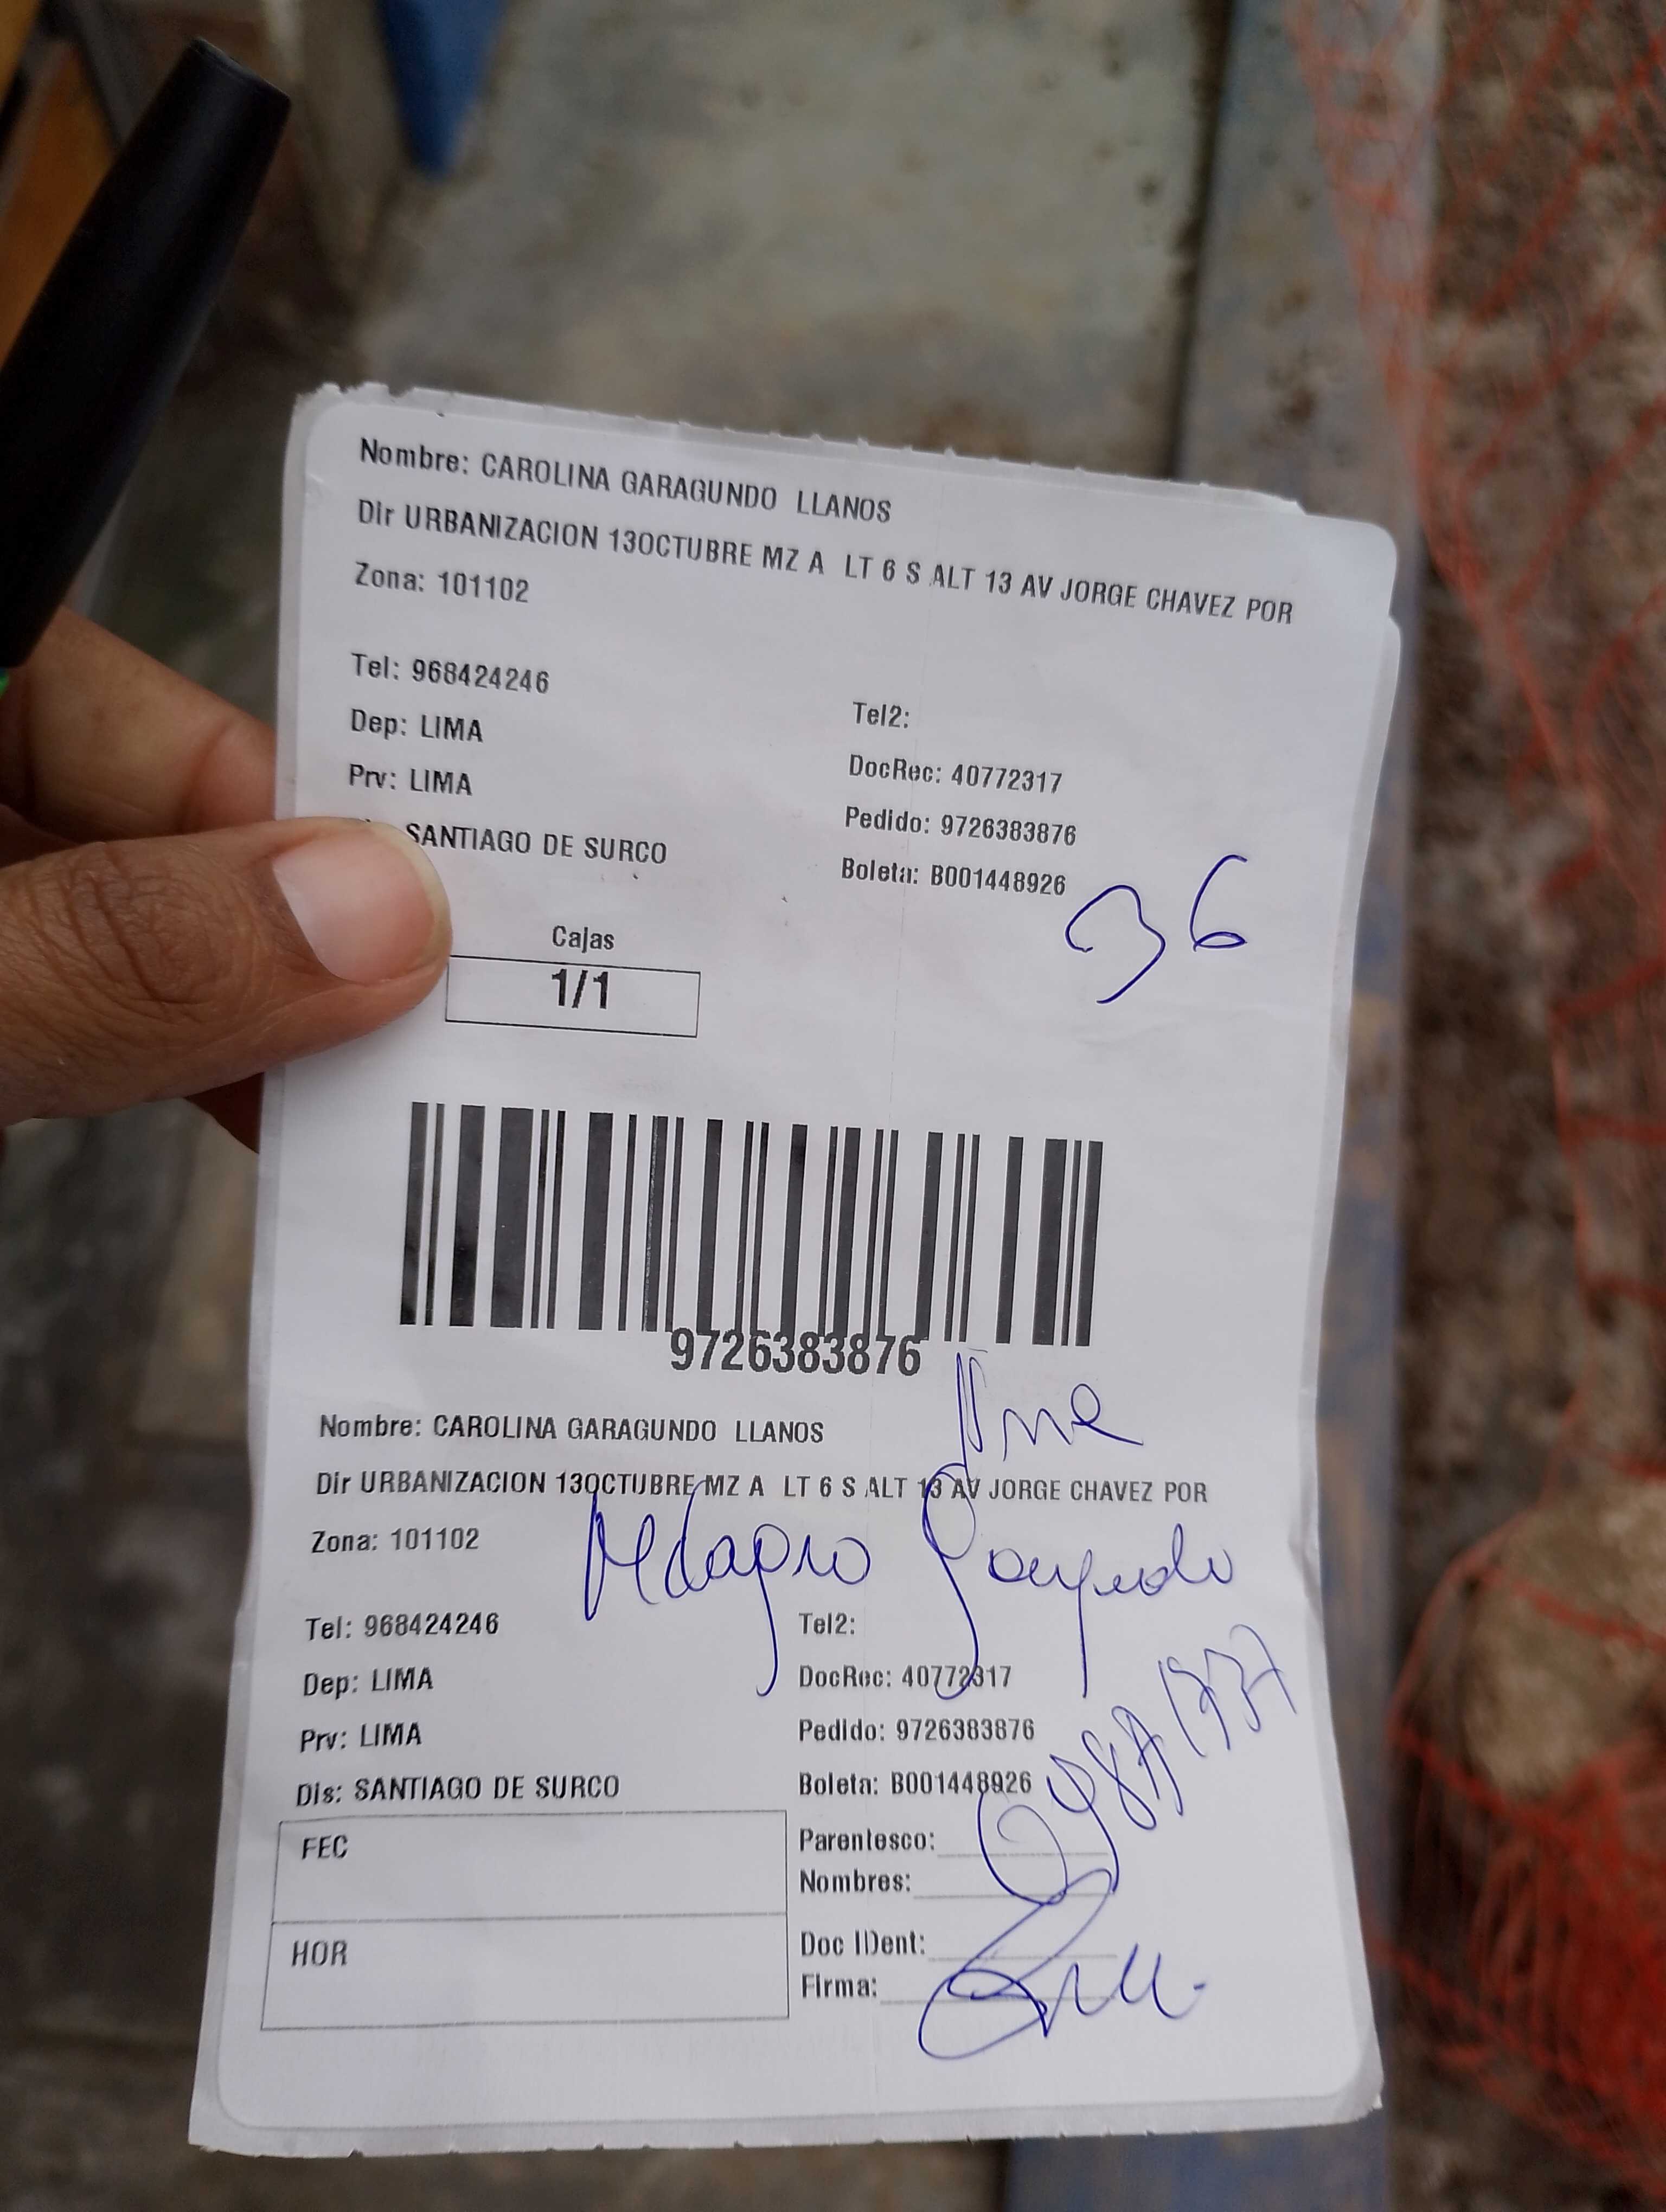 Nombre: CAROLINA GARAGUNDO LLANOS
Dir URBANIZACION 13OCTUBRE MZ A LT 6 S ALT 13 AV JORGE CHAVEZ POR
Zona: 101102
Tel: 968424246
Tel2:
Dep: LIMA
DocRec: 40772317
Prv: LIMA
Pedido: 9726383876
SANTIAGO DE SURCO
Boleta: B001448926
36
Cajas
1/1
9726383876
Nombre: CAROLINA GARAGUNDO LLANOS
Dir URBANIZACION 13OCTUBRE MZ A LT 6 S ALT 13 AV JORGE CHAVEZ POR
Zona: 101102
Milagro
Tel: 968424246
Tel2:
Dep: LIMA
DocRec: 40772317
Prv: LIMA
Pedido: 9726383876
Dis: SANTIAGO DE SURCO
Boleta: B001448926
FEC
Parentesco:
Nombres:
HOR
Doc IDent:
Firma: